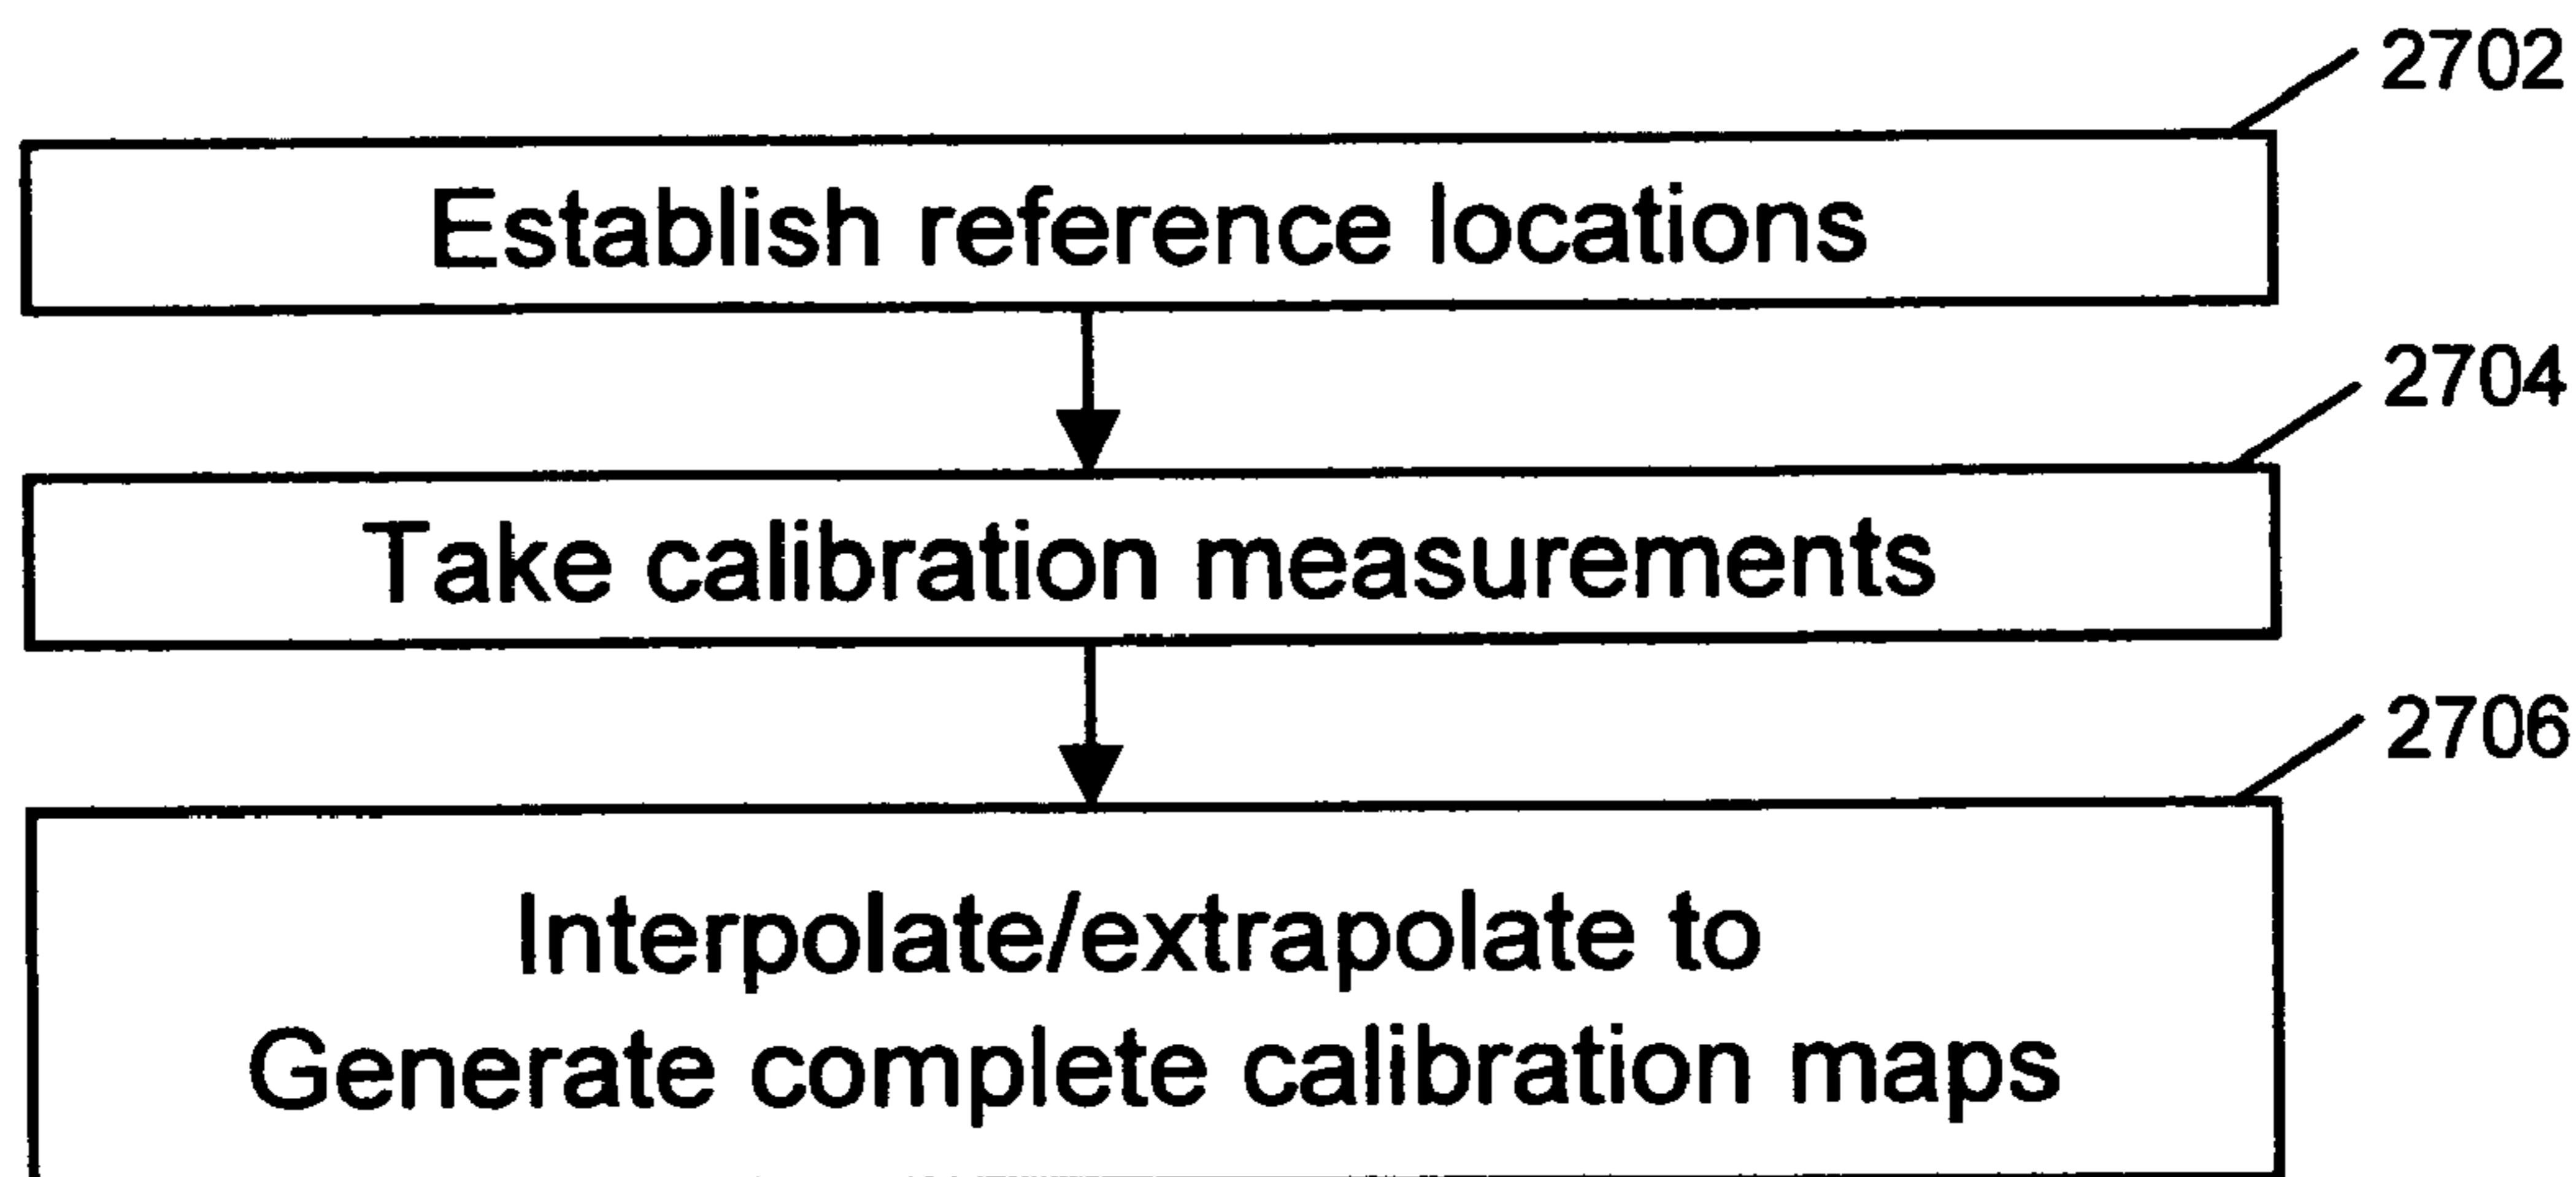 2702
Establish reference locations
2704
Take calibration measurements
2706
Interpolate/extrapolate to
Generate complete calibration maps